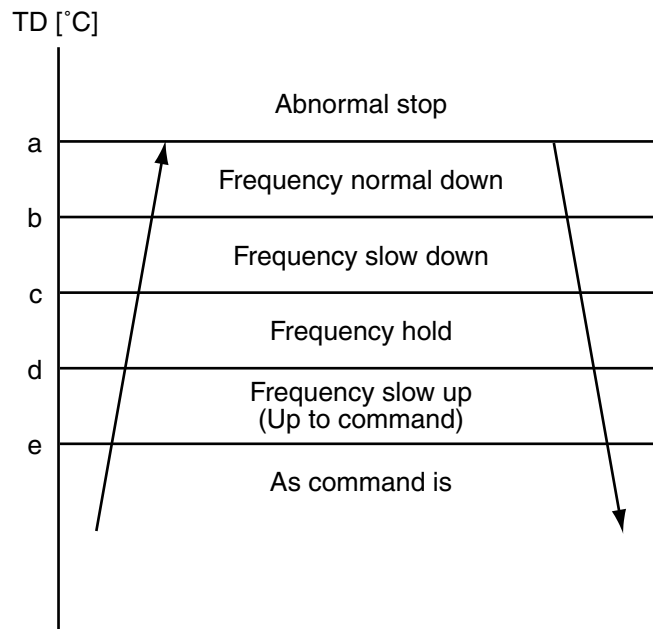 TD [˚C]
Abnormal stop
a
Frequency normal down
b
Frequency slow down
c
Frequency hold
d
Frequency slow up
(Up to command)
e
As command is